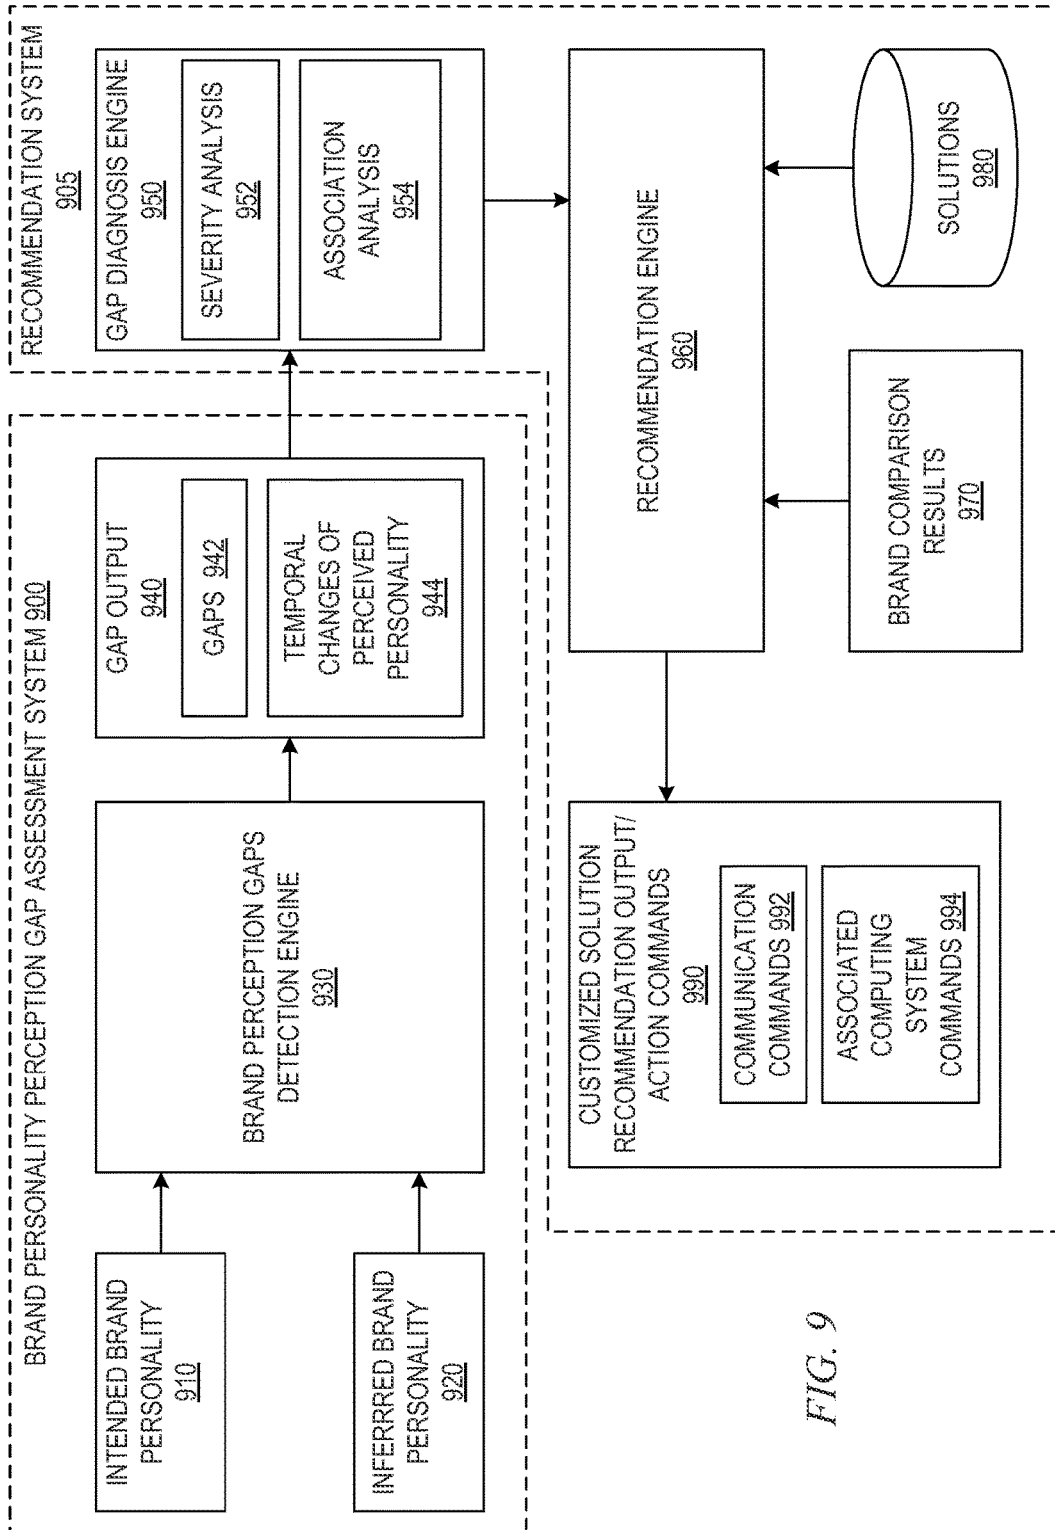 BRAND PERSONALITY PERCEPTION GAP ASSESSMENT SYSTEM 900
INTENDED BRAND
PERSONALITY
910
INFERRED BRAND
PERSONALITY
920
BRAND PERCEPTION GAPS
DETECTION ENGINE
930
GAP OUTPUT
940
GAPS 942
TEMPORAL
CHANGES OF
PERCEIVED
PERSONALITY
944
RECOMMENDATION SYSTEM
905
GAP DIAGNOSIS ENGINE
950
SEVERITY ANALYSIS
952
ASSOCIATION
ANALYSIS
954
RECOMMENDATION ENGINE
960
BRAND COMPARISON
RESULTS
970
SOLUTIONS
980
CUSTOMIZED SOLUTION
RECOMMENDATION OUTPUT/
ACTION COMMANDS
990
COMMUNICATION
COMMANDS 992
ASSOCIATED
COMPUTING
SYSTEM
COMMANDS 994
FIG. 9